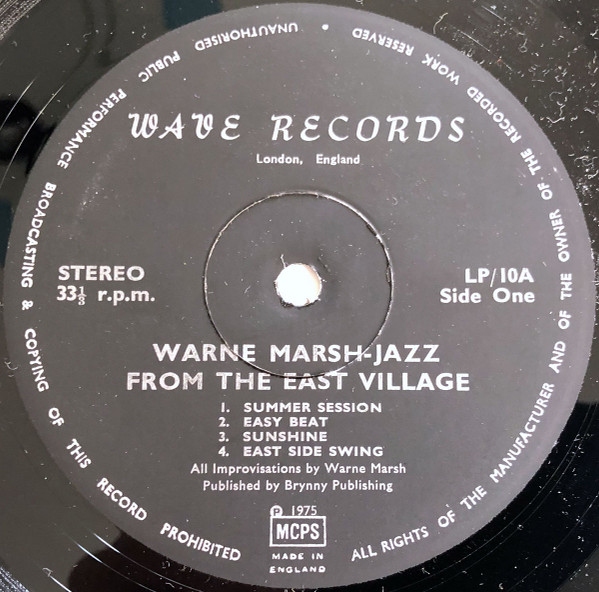 WAVE RECORDS
London, England
STEREO
33⅓ r.p.m.
LP/10A
Side One
WARNE MARSH-JAZZ
FROM THE EAST VILLAGE
1. SUMMER SESSION
2. EASY BEAT
3. SUNSHINE
4. EAST SIDE SWING
All Improvisations by Warne Marsh
Published by Brynny Publishing
℗ 1975
MCPS
MADE IN
ENGLAND
ALL RIGHTS OF THE MANUFACTURER AND OF THE OWNER OF THE RECORDED WORK RESERVED • UNAUTHORISED PUBLIC PERFORMANCE BROADCASTING & COPYING OF THIS RECORD PROHIBITED